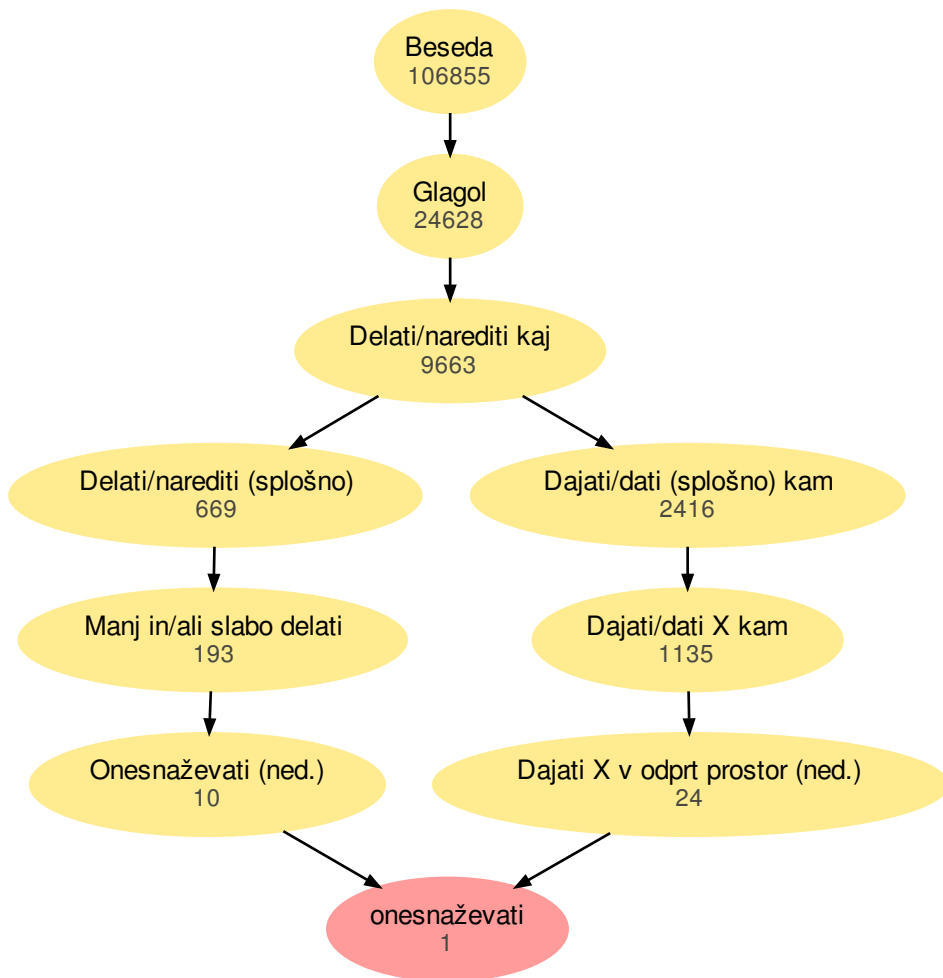 Beseda
106855
Glagol
24628
Delati/narediti kaj
9663
Delati/narediti (splošno)
669
Dajati/dati (splošno) kam
2416
Manj in/ali slabo delati
193
Dajati/dati X kam
1135
Onesnaževati (ned.)
10
Dajati X v odprt prostor (ned.)
24
onesnaževati
1